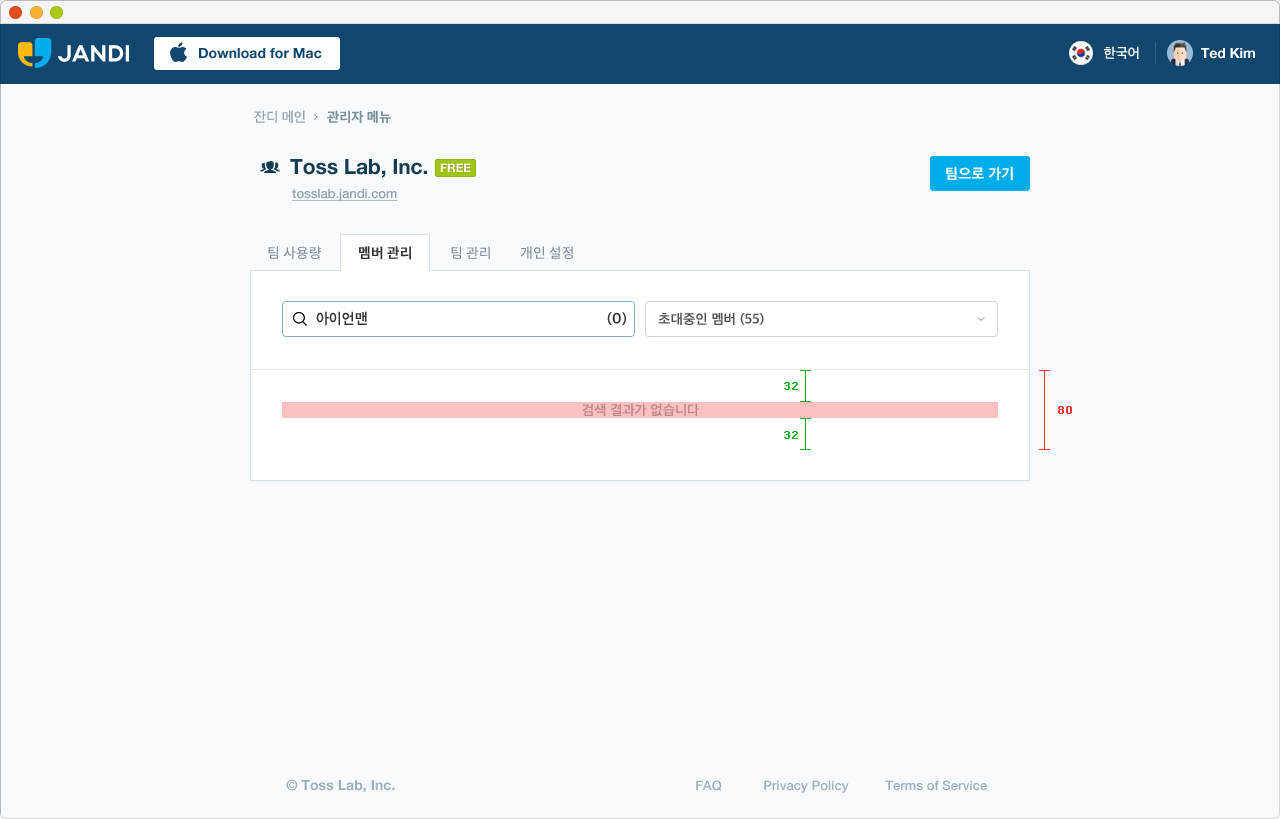 JANDI Download for Mac 한국어 Ted Kim
잔디 메인 › 관리자 메뉴
Toss Lab, Inc. FREE
팀으로 가기
tosslab.jandi.com
팀 사용량 멤버 관리 팀 관리 개인 설정
아이언맨 (0) 초대중인 멤버 (55)
32
검색 결과가 없습니다 80
32
© Toss Lab, Inc. FAQ Privacy Policy Terms of Service